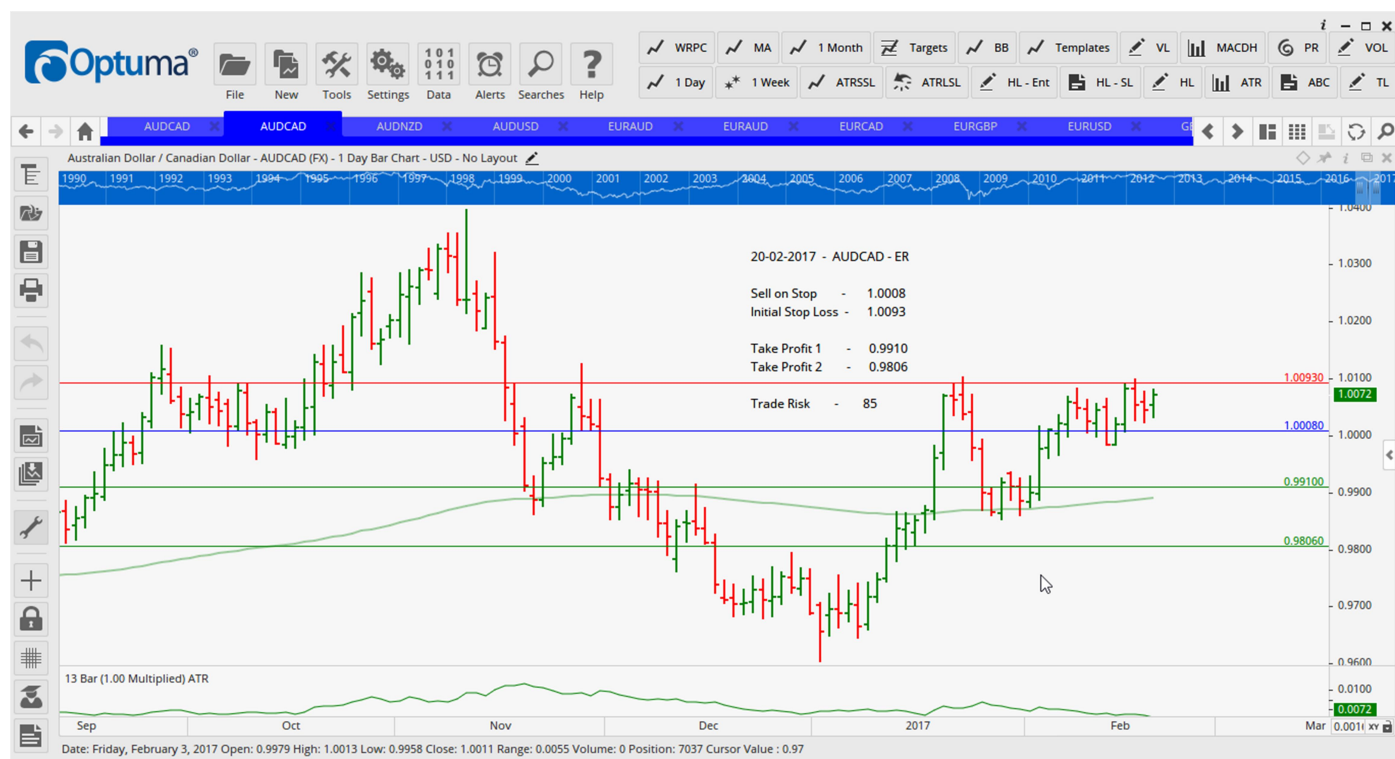 Optuma®
File New Tools Settings Data Alerts Searches Help
WRPC MA 1 Month Targets BB Templates VL MACDH PR VOL
1 Day 1 Week ATRSSL ATRLSL HL - Ent HL - SL HL ATR ABC TL
AUDCAD AUDCAD AUDNZD AUDUSD EURAUD EURAUD EURCAD EURGBP EURUSD
Australian Dollar / Canadian Dollar - AUDCAD (FX) - 1 Day Bar Chart - USD - No Layout
1990 1991 1992 1993 1994 1995 1996 1997 1998 1999 2000 2001 2002 2003 2004 2005 2006 2007 2008 2009 2010 2011 2012 2013 2014 2015 2016 2017
1.0400
20-02-2017 - AUDCAD - ER
1.0300
Sell on Stop - 1.0008
Initial Stop Loss - 1.0093
1.0200
Take Profit 1 - 0.9910
Take Profit 2 - 0.9806
1.00930
1.0100
1.0072
Trade Risk - 85
1.00080
1.0000
0.99100
0.9900
0.98060
0.9800
0.9700
0.9600
13 Bar (1.00 Multiplied) ATR
0.0100
0.0072
Sep Oct Nov Dec 2017 Feb Mar
XY
Date: Friday, February 3, 2017 Open: 0.9979 High: 1.0013 Low: 0.9958 Close: 1.0011 Range: 0.0055 Volume: 0 Position: 7037 Cursor Value : 0.97